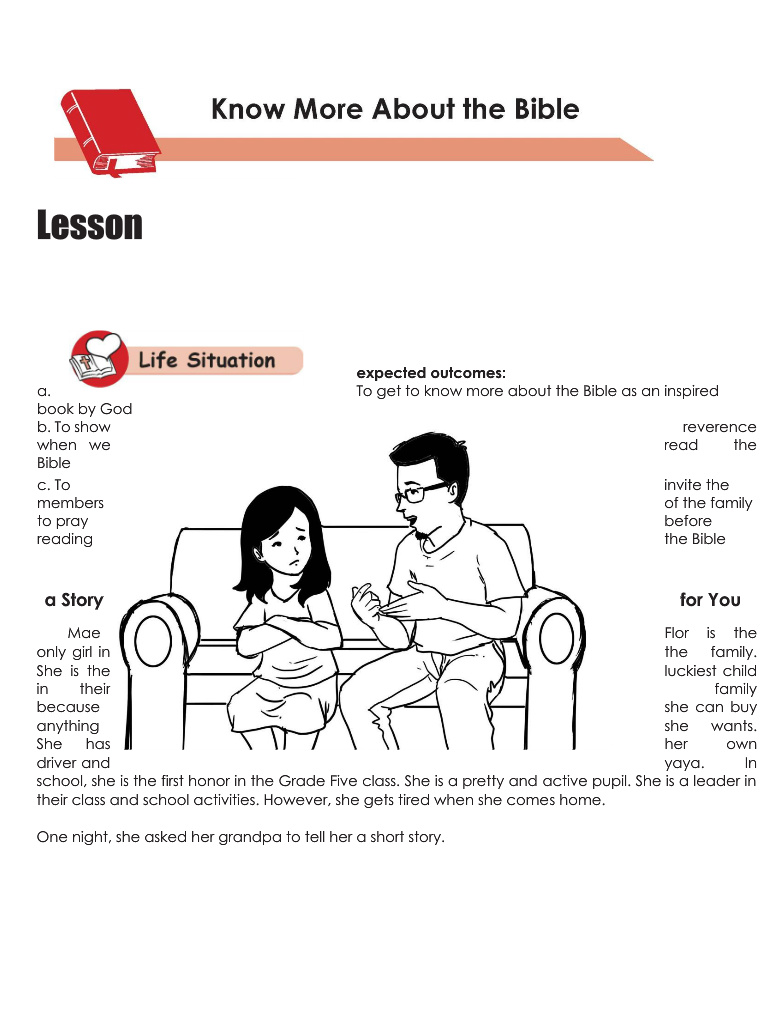 Know More About the Bible
Lesson
Life Situation
expected outcomes:
a. To get to know more about the Bible as an inspired
book by God
b. To show reverence
when we read the
Bible
c. To invite the
members of the family
to pray before
reading the Bible
a Story for You
Mae Flor is the
only girl in the family.
She is the luckiest child
in their family
because she can buy
anything she wants.
She has her own
driver and yaya. In
school, she is the first honor in the Grade Five class. She is a pretty and active pupil. She is a leader in
their class and school activities. However, she gets tired when she comes home.
One night, she asked her grandpa to tell her a short story.